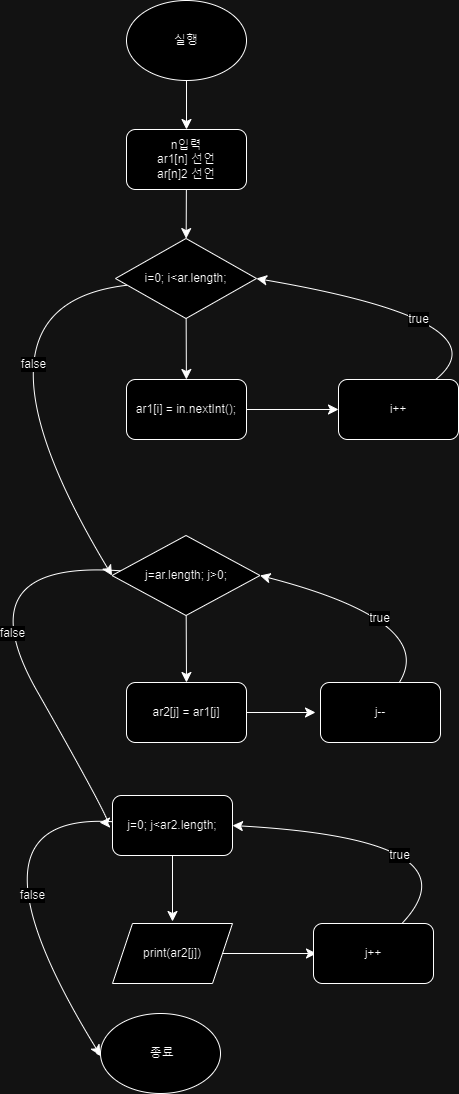 실행
n입력
ar1[n] 선언
ar[n]2 선언
i=0; i<ar.length;
true
false
ar1[i] = in.nextInt();
i++
j=ar.length; j>0;
true
false
ar2[j] = ar1[j]
j--
j=0; j<ar2.length;
true
false
print(ar2[j])
j++
종료